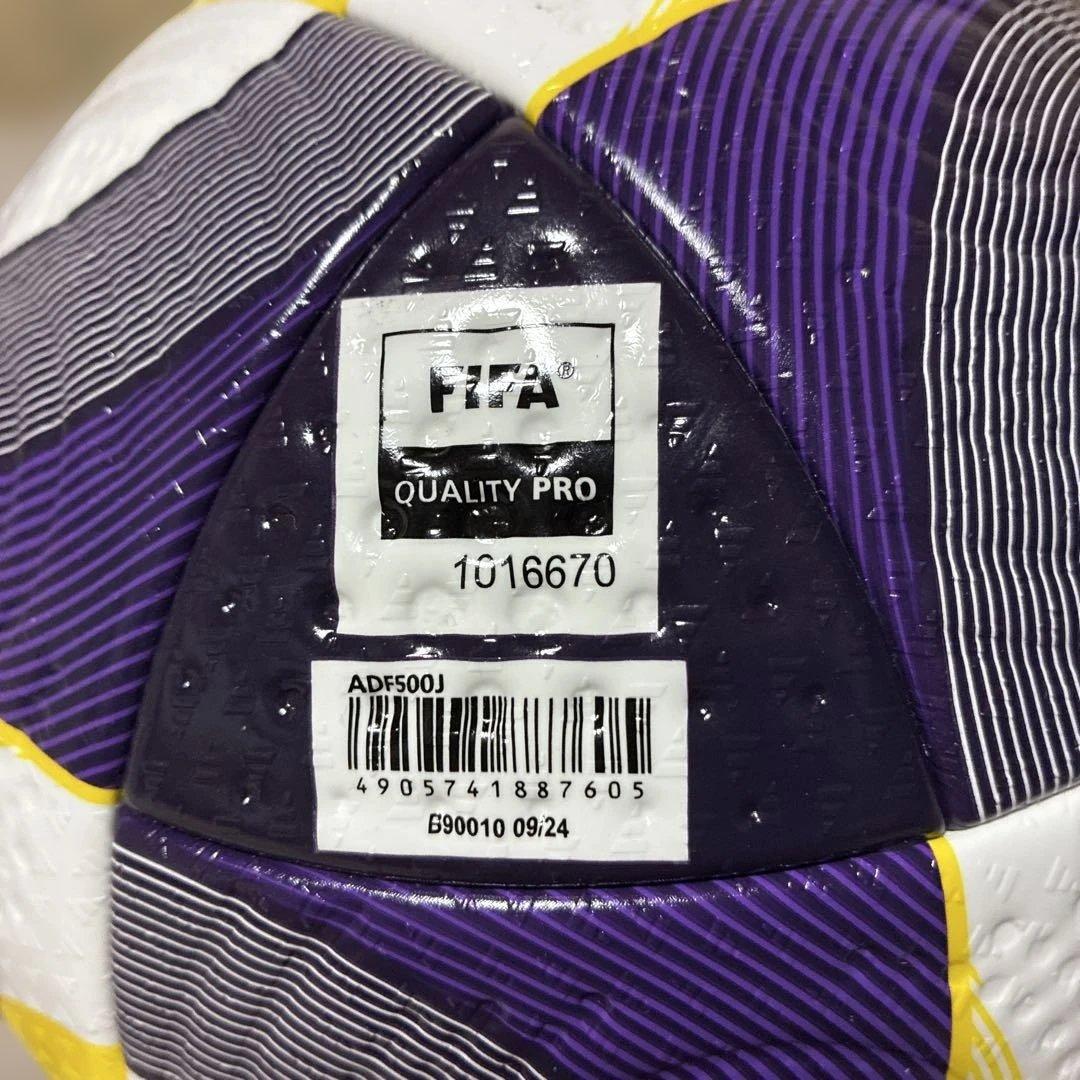 FIFA®
QUALITY PRO
1016670
ADF500J
4905741887605
B90010 09/24